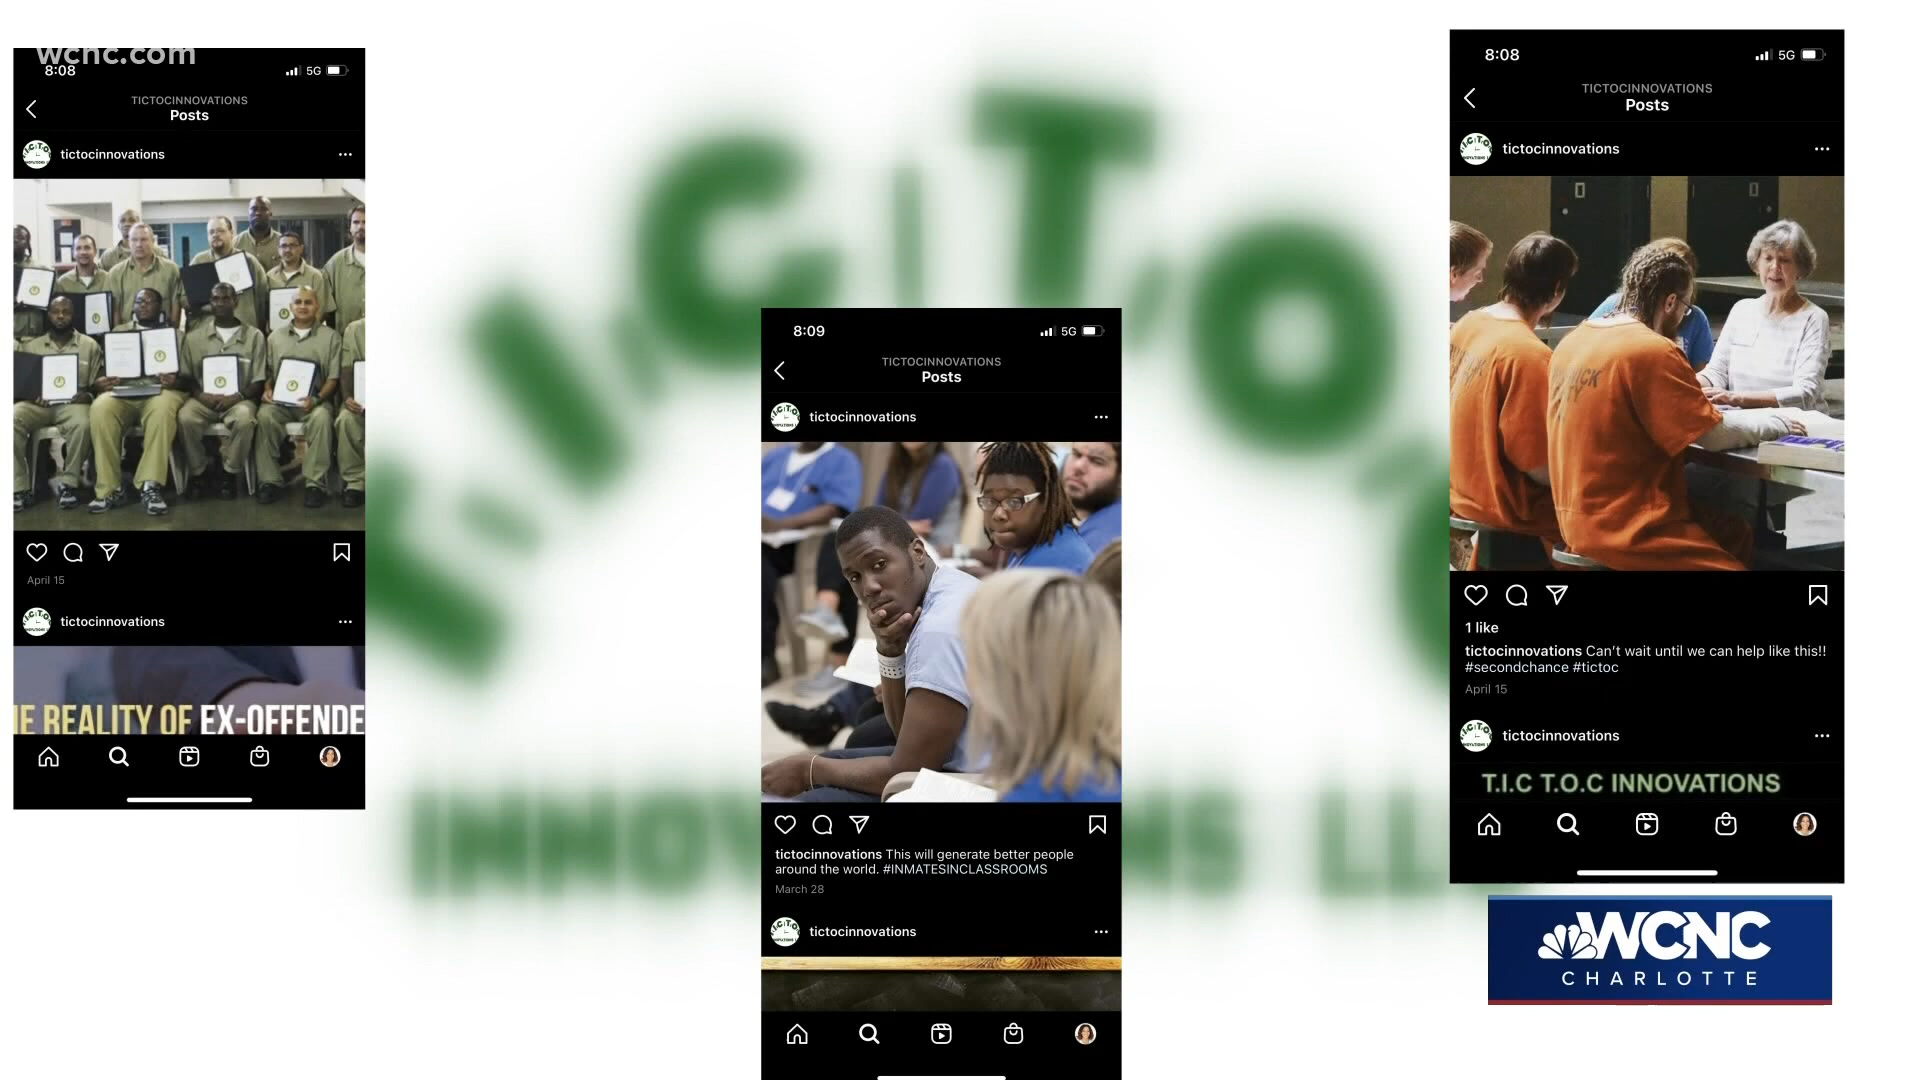 wcnc.com
8:08
5G
TICTOCINNOVATIONS
Posts
tictocinnovations
April 15
tictocinnovations
E REALITY OF EX-OFFENDE
8:09
5G
TICTOCINNOVATIONS
Posts
tictocinnovations
tictocinnovations This will generate better people
around the world. #INMATESINCLASSROOMS
March 28
tictocinnovations
8:08
5G
TICTOCINNOVATIONS
Posts
tictocinnovations
1 like
tictocinnovations Can't wait until we can help like this!!
#secondchance #tictoc
April 15
tictocinnovations
T.I.C T.O.C INNOVATIONS
WCNC
CHARLOTTE